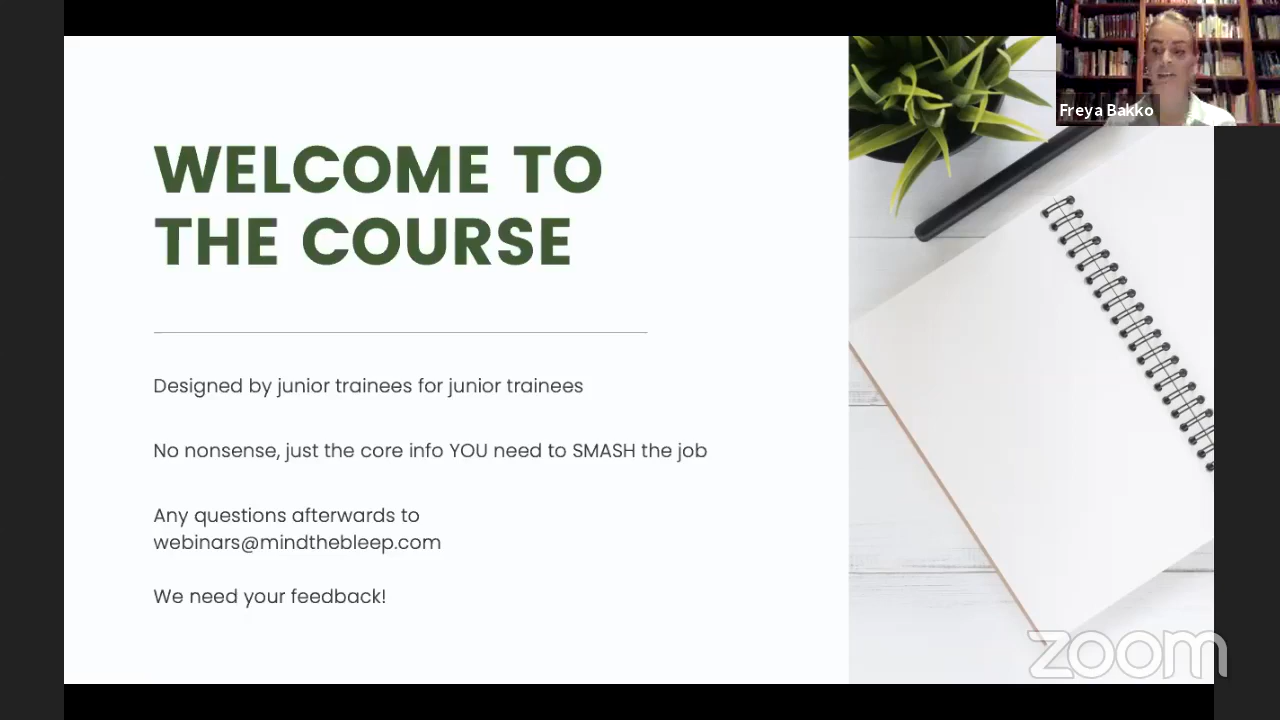 WELCOME TO
THE COURSE
Designed by junior trainees for junior trainees
No nonsense, just the core info YOU need to SMASH the job
Any questions afterwards to
webinars@mindthebleep.com
We need your feedback!
Freya Bakko
zoom